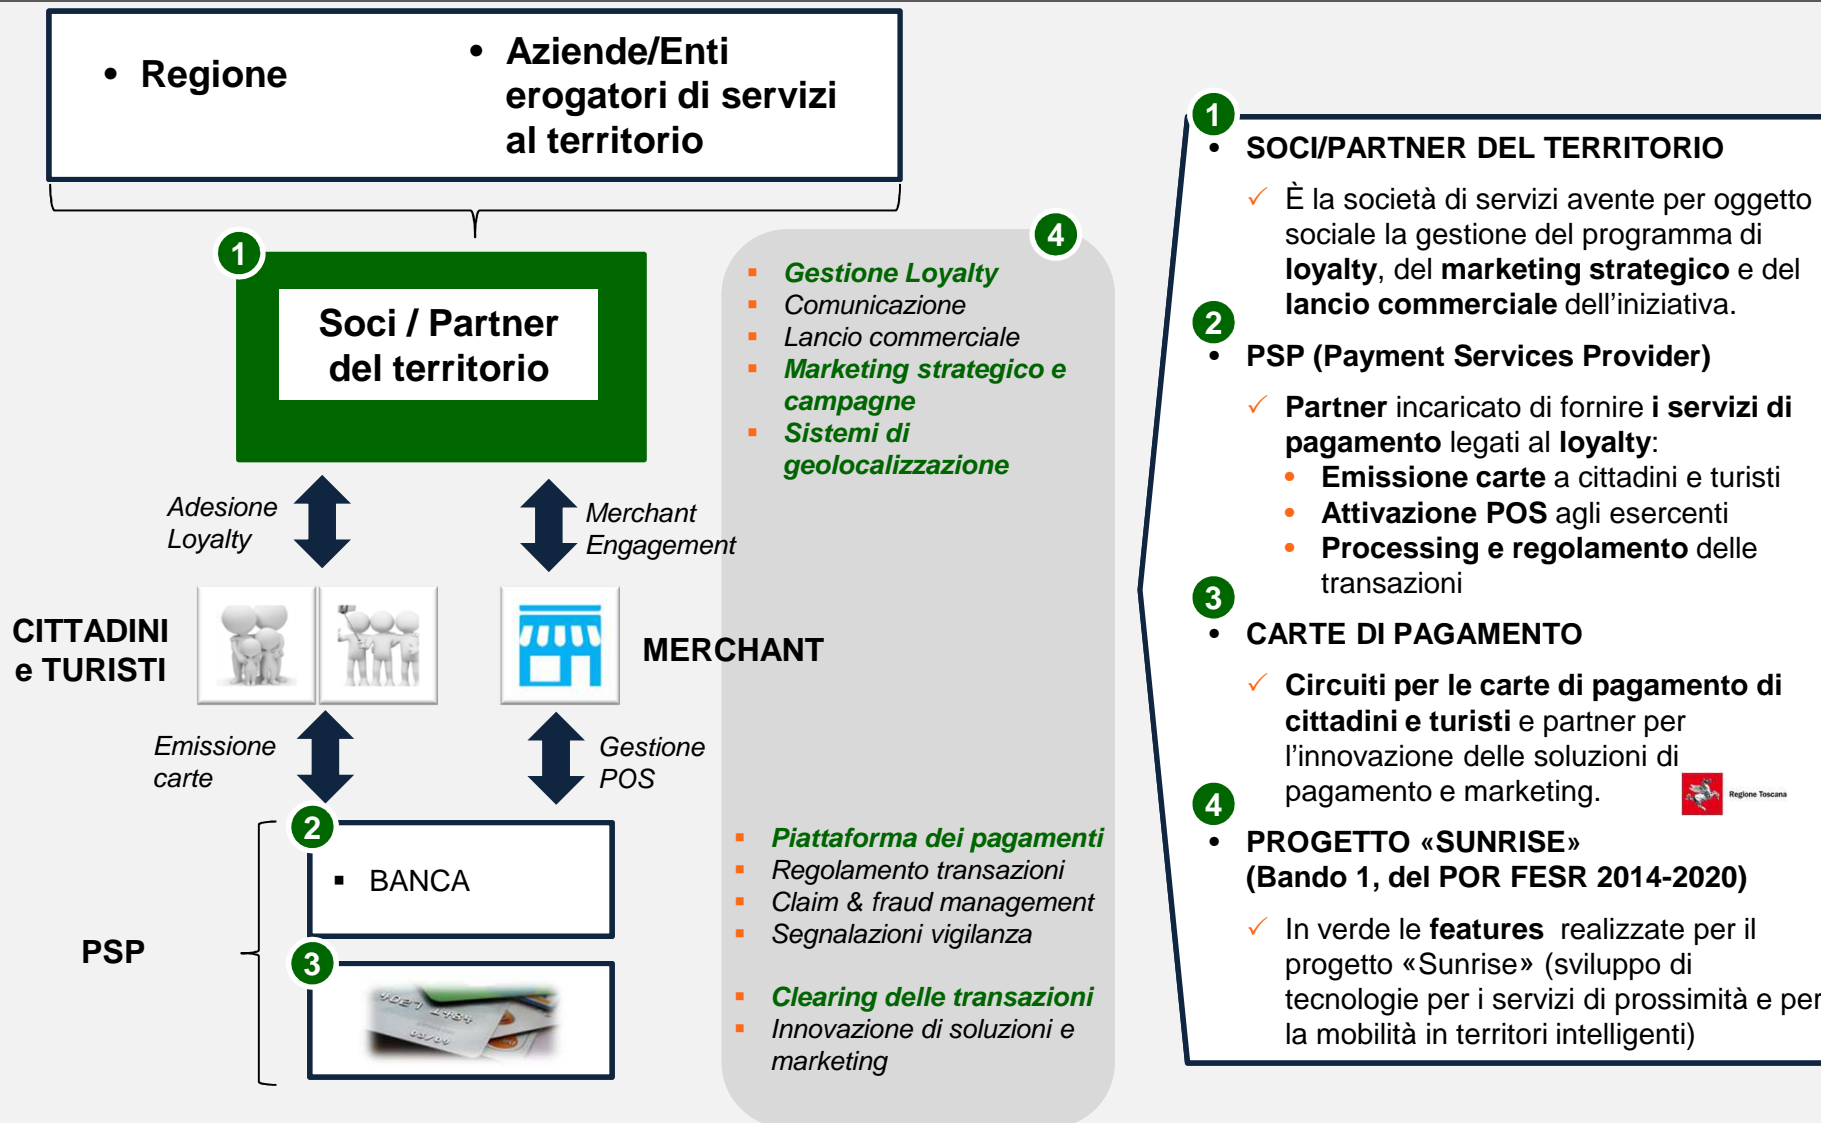 • Regione
• Aziende/Enti
erogatori di servizi
al territorio
1
Soci / Partner
del territorio
4
▪ Gestione Loyalty
▪ Comunicazione
▪ Lancio commerciale
▪ Marketing strategico e
campagne
▪ Sistemi di
geolocalizzazione
Adesione
Loyalty
Merchant
Engagement
CITTADINI
e TURISTI
MERCHANT
Emissione
carte
Gestione
POS
PSP
2
▪ BANCA
3
▪ Piattaforma dei pagamenti
▪ Regolamento transazioni
▪ Claim & fraud management
▪ Segnalazioni vigilanza
▪ Clearing delle transazioni
▪ Innovazione di soluzioni e
marketing
1
• SOCI/PARTNER DEL TERRITORIO
✓ È la società di servizi avente per oggetto
sociale la gestione del programma di
loyalty, del marketing strategico e del
lancio commerciale dell’iniziativa.
2
• PSP (Payment Services Provider)
✓ Partner incaricato di fornire i servizi di
pagamento legati al loyalty:
• Emissione carte a cittadini e turisti
• Attivazione POS agli esercenti
• Processing e regolamento delle
transazioni
3
• CARTE DI PAGAMENTO
✓ Circuiti per le carte di pagamento di
cittadini e turisti e partner per
l’innovazione delle soluzioni di
pagamento e marketing.
Regione Toscana
4
• PROGETTO «SUNRISE»
(Bando 1, del POR FESR 2014-2020)
✓ In verde le features realizzate per il
progetto «Sunrise» (sviluppo di
tecnologie per i servizi di prossimità e per
la mobilità in territori intelligenti)